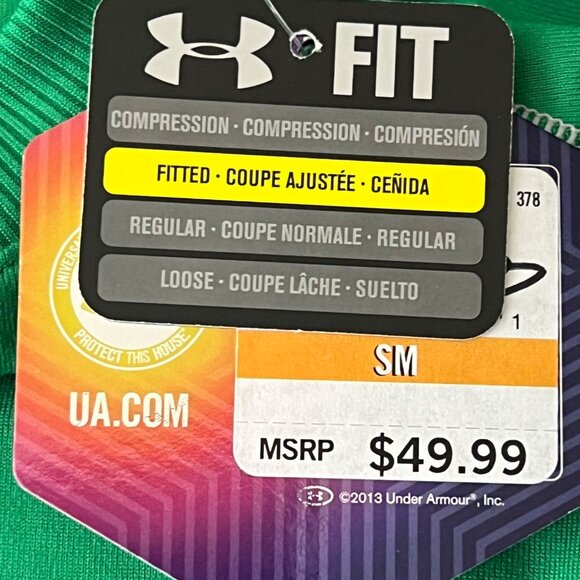 FIT
COMPRESSION · COMPRESSION · COMPRESIÓN
FITTED · COUPE AJUSTÉE · CEÑIDA
REGULAR · COUPE NORMALE · REGULAR
LOOSE · COUPE LÂCHE · SUELTO
378
1
PROTECT THIS HOUSE
SM
UA.COM
MSRP $49.99
©2013 Under Armour®, Inc.